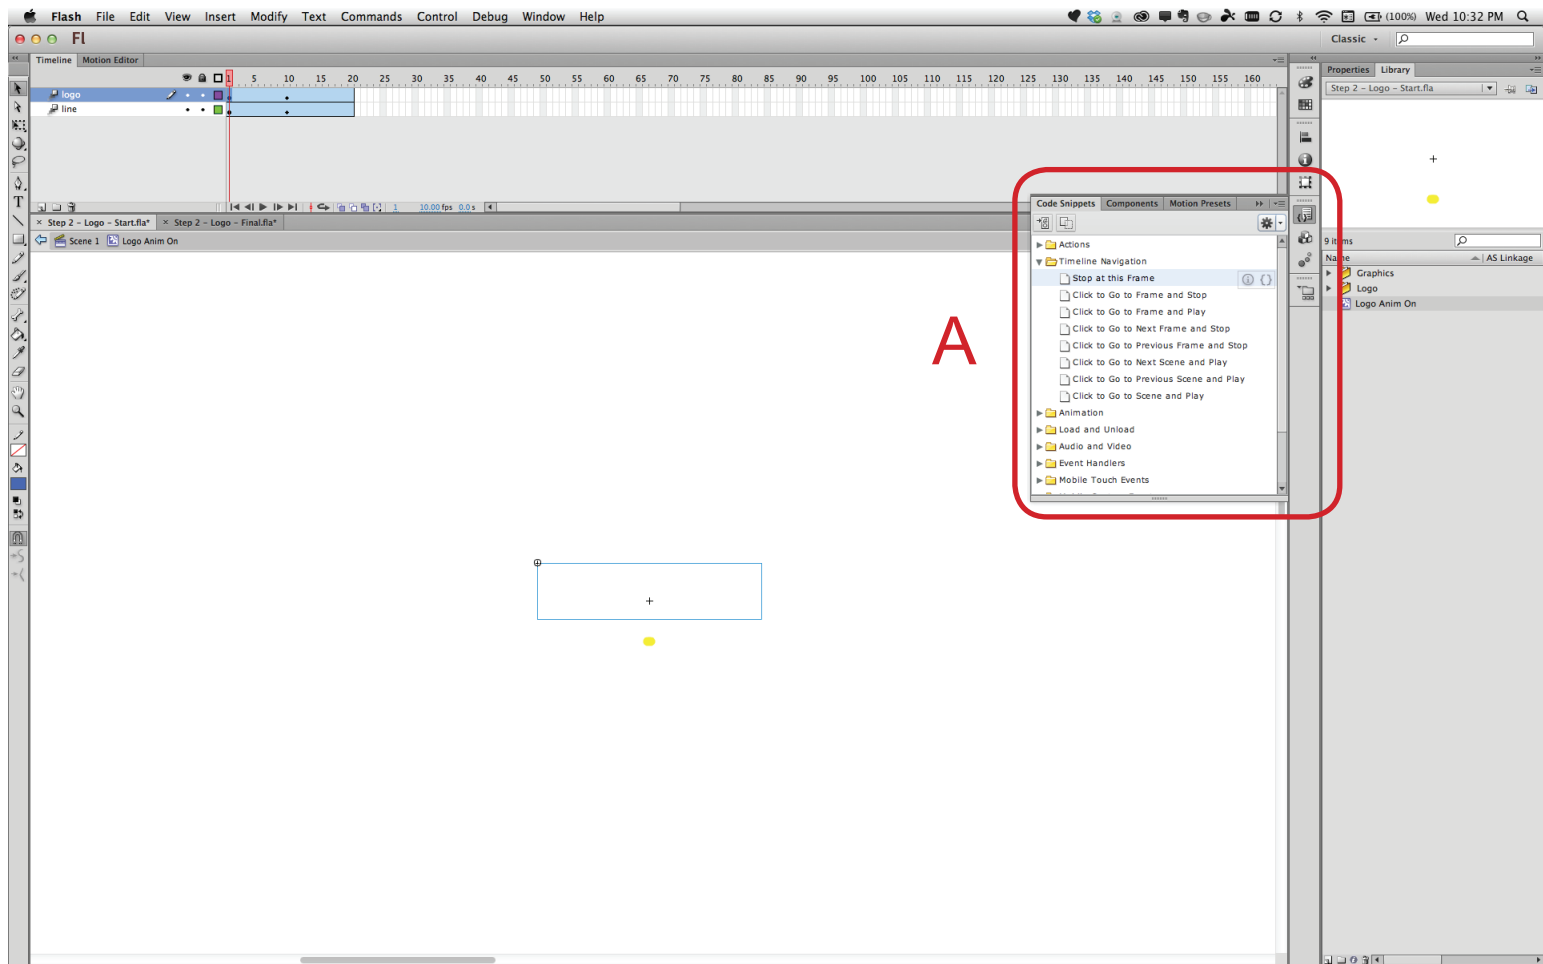 Flash File Edit View Insert Modify Text Commands Control Debug Window Help (100%) Wed 10:32 PM
Fl Classic
Timeline Motion Editor
1 5 10 15 20 25 30 35 40 45 50 55 60 65 70 75 80 85 90 95 100 105 110 115 120 125 130 135 140 145 150 155 160
logo
line
1 10.00 fps 0.0 s
Step 2 – Logo – Start.fla* Step 2 – Logo – Final.fla*
Scene 1 Logo Anim On
A
Code Snippets Components Motion Presets
Actions
Timeline Navigation
Stop at this Frame
Click to Go to Frame and Stop
Click to Go to Frame and Play
Click to Go to Next Frame and Stop
Click to Go to Previous Frame and Stop
Click to Go to Next Scene and Play
Click to Go to Previous Scene and Play
Click to Go to Scene and Play
Animation
Load and Unload
Audio and Video
Event Handlers
Mobile Touch Events
Properties Library
Step 2 – Logo – Start.fla
9 items
Name AS Linkage
Graphics
Logo
Logo Anim On